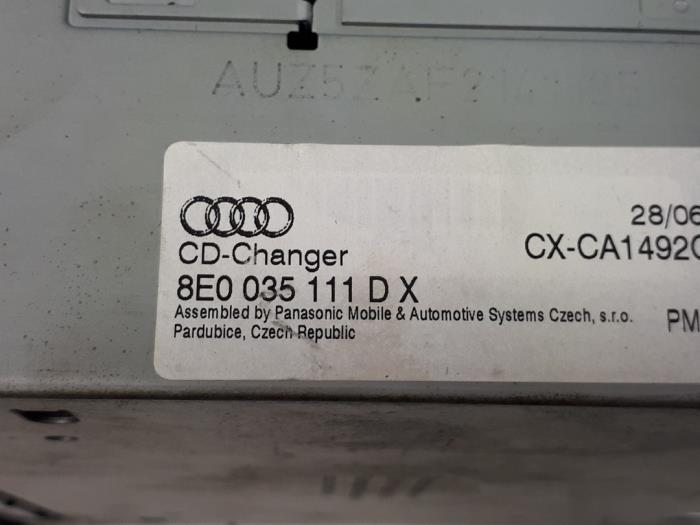 AUZ5ZAF2141
28/06
CD-Changer
CX-CA1492
8E0 035 111 D X
Assembled by Panasonic Mobile & Automotive Systems Czech, s.r.o.
PM
Pardubice, Czech Republic